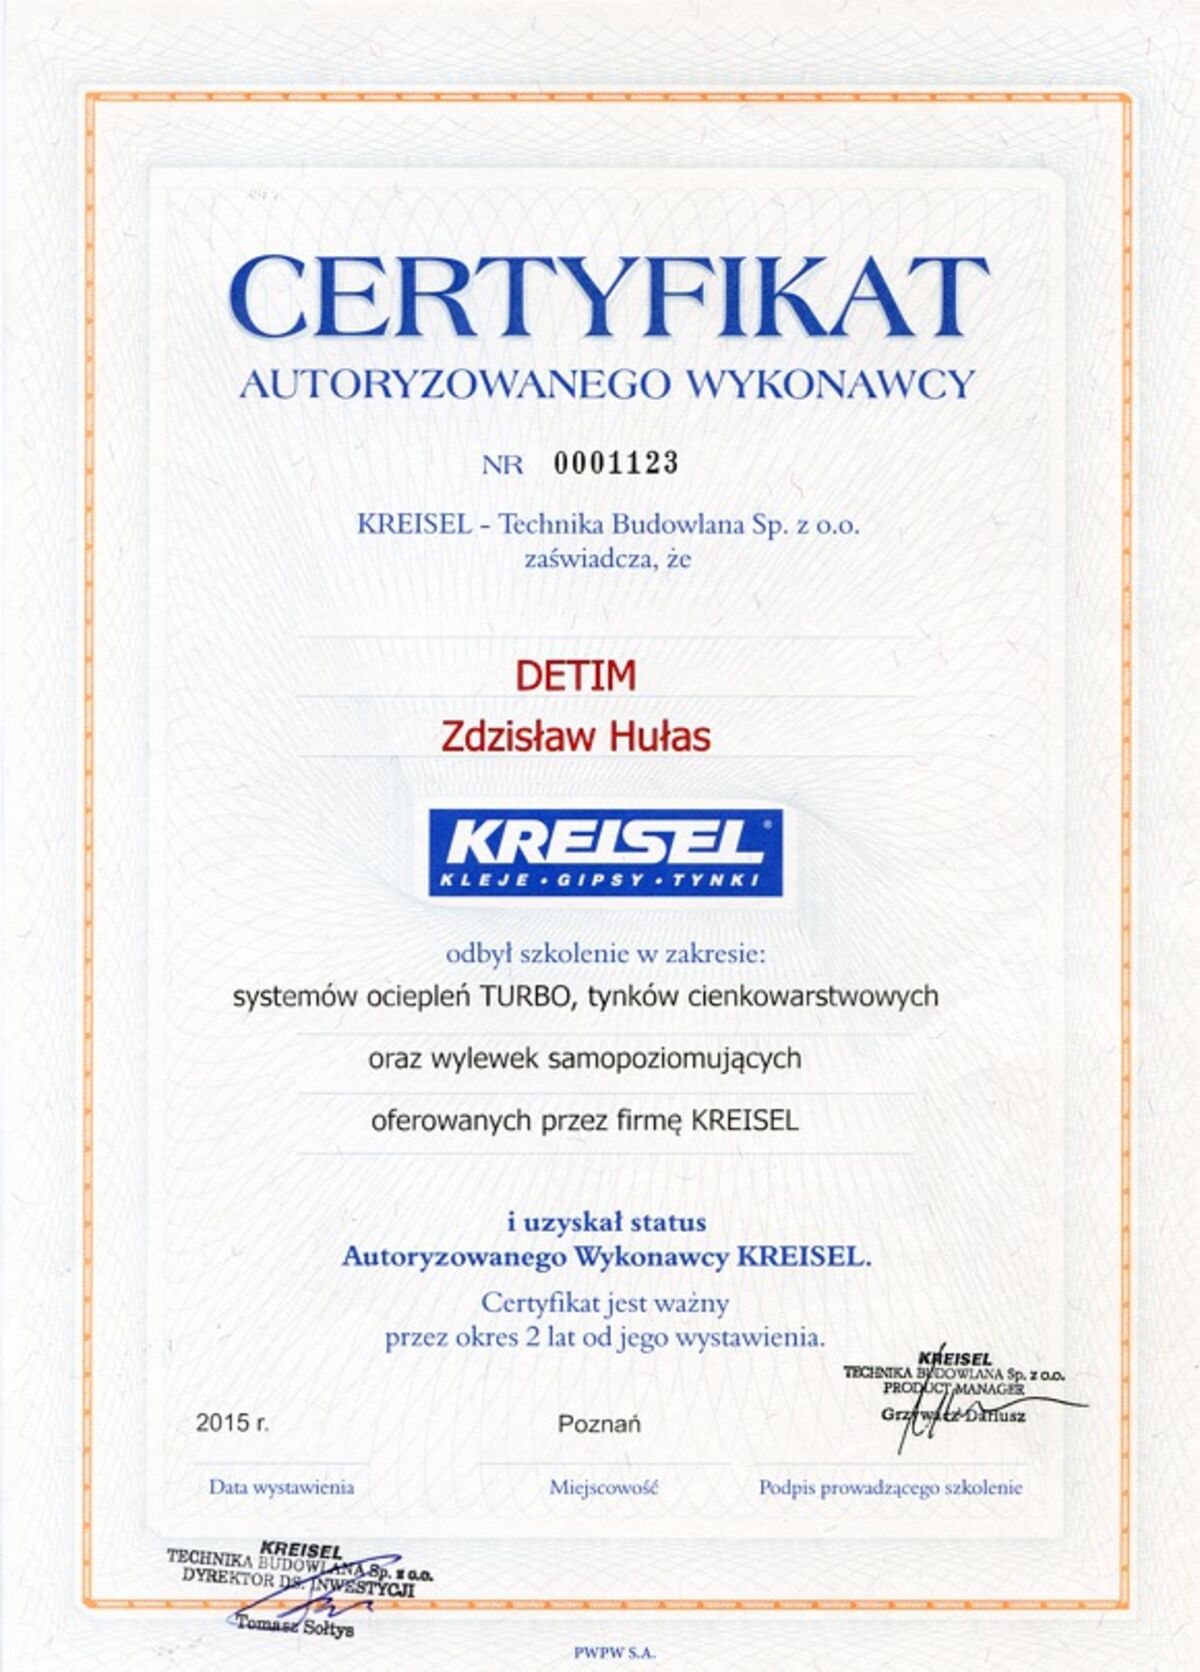 CERTYFIKAT
AUTORYZOWANEGO WYKONAWCY
NR 0001123
KREISEL - Technika Budowlana Sp. z o.o.
zaświadcza, że
DETIM
Zdzisław Hułas
KREISEL®
KLEJE • GIPSY • TYNKI
odbył szkolenie w zakresie:
systemów ociepleń TURBO, tynków cienkowarstwowych
oraz wylewek samopoziomujących
oferowanych przez firmę KREISEL
i uzyskał status
Autoryzowanego Wykonawcy KREISEL.
Certyfikat jest ważny
przez okres 2 lat od jego wystawienia.
KREISEL
TECHNIKA BUDOWLANA Sp. z o.o.
PRODUCT MANAGER
Grzywacz Dariusz
2015 r.
Poznań
Data wystawienia
Miejscowość
Podpis prowadzącego szkolenie
KREISEL
TECHNIKA BUDOWLANA Sp. z o.o.
DYREKTOR DS. INWESTYCJI
Tomasz Sołtys
PWPW S.A.